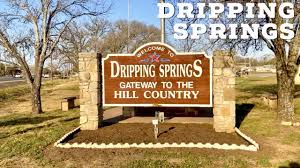 DRIPPING
SPRINGS
WELCOME TO
DRIPPING SPRINGS
GATEWAY TO THE
HILL COUNTRY